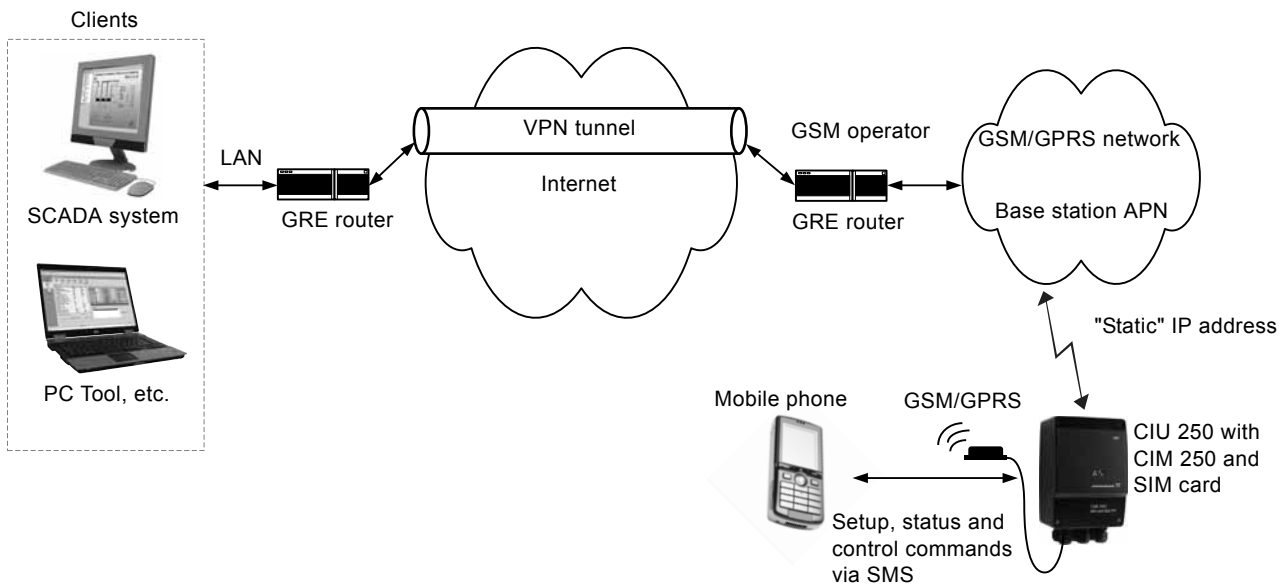 Clients
SCADA system
PC Tool, etc.
LAN
GRE router
VPN tunnel
Internet
GSM operator
GRE router
GSM/GPRS network
Base station APN
"Static" IP address
Mobile phone
GSM/GPRS
CIU 250 with
CIM 250 and
SIM card
Setup, status and
control commands
via SMS